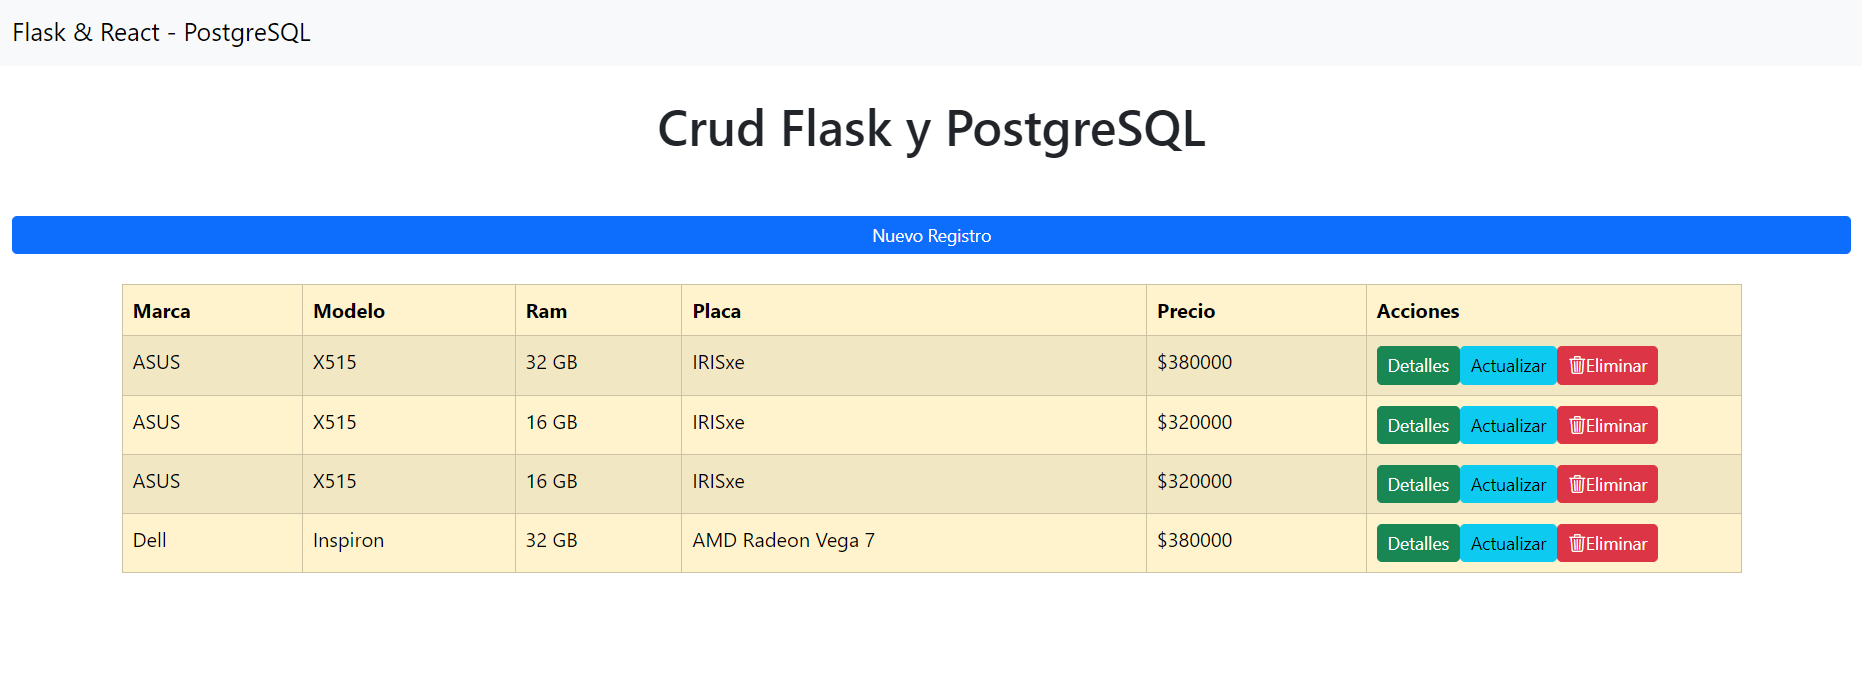 Flask & React - PostgreSQL
Crud Flask y PostgreSQL
Nuevo Registro
Marca Modelo Ram Placa Precio Acciones
ASUS X515 32 GB IRISxe $380000 Detalles Actualizar Eliminar
ASUS X515 16 GB IRISxe $320000 Detalles Actualizar Eliminar
ASUS X515 16 GB IRISxe $320000 Detalles Actualizar Eliminar
Dell Inspiron 32 GB AMD Radeon Vega 7 $380000 Detalles Actualizar Eliminar